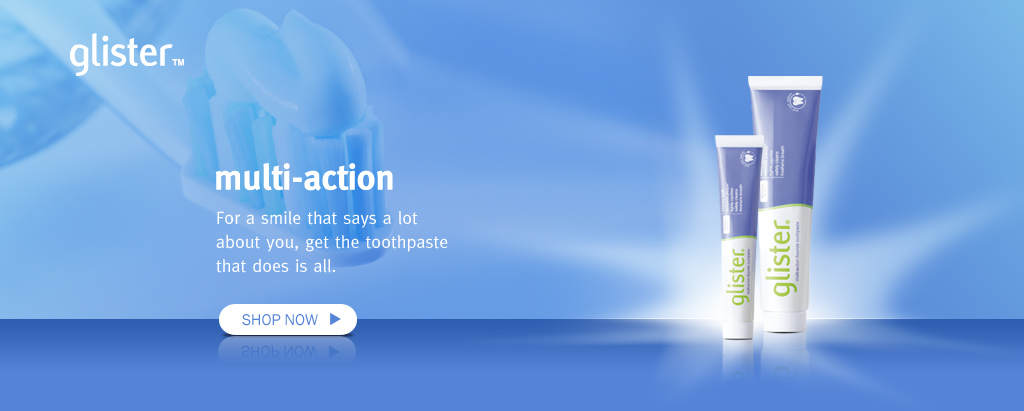 glister™
multi-action
For a smile that says a lot
about you, get the toothpaste
that does is all.
SHOP NOW
glister
glister